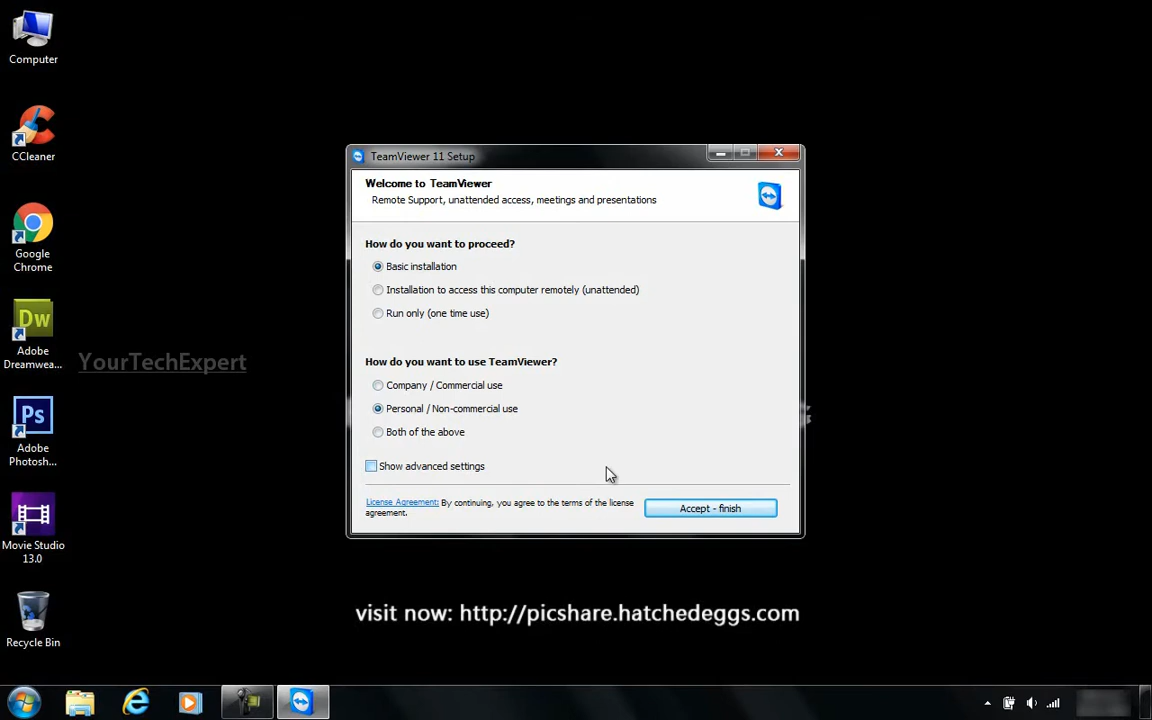 Computer
CCleaner
Google
Chrome
Dw
Adobe
Dreamwea...
YourTechExpert
Ps
Adobe
Photosh...
Movie Studio
13.0
Recycle Bin
TeamViewer 11 Setup
Welcome to TeamViewer
Remote Support, unattended access, meetings and presentations
How do you want to proceed?
Basic installation
Installation to access this computer remotely (unattended)
Run only (one time use)
How do you want to use TeamViewer?
Company / Commercial use
Personal / Non-commercial use
Both of the above
Show advanced settings
License Agreement: By continuing, you agree to the terms of the license
agreement.
Accept - finish
visit now: http://picshare.hatchedeggs.com